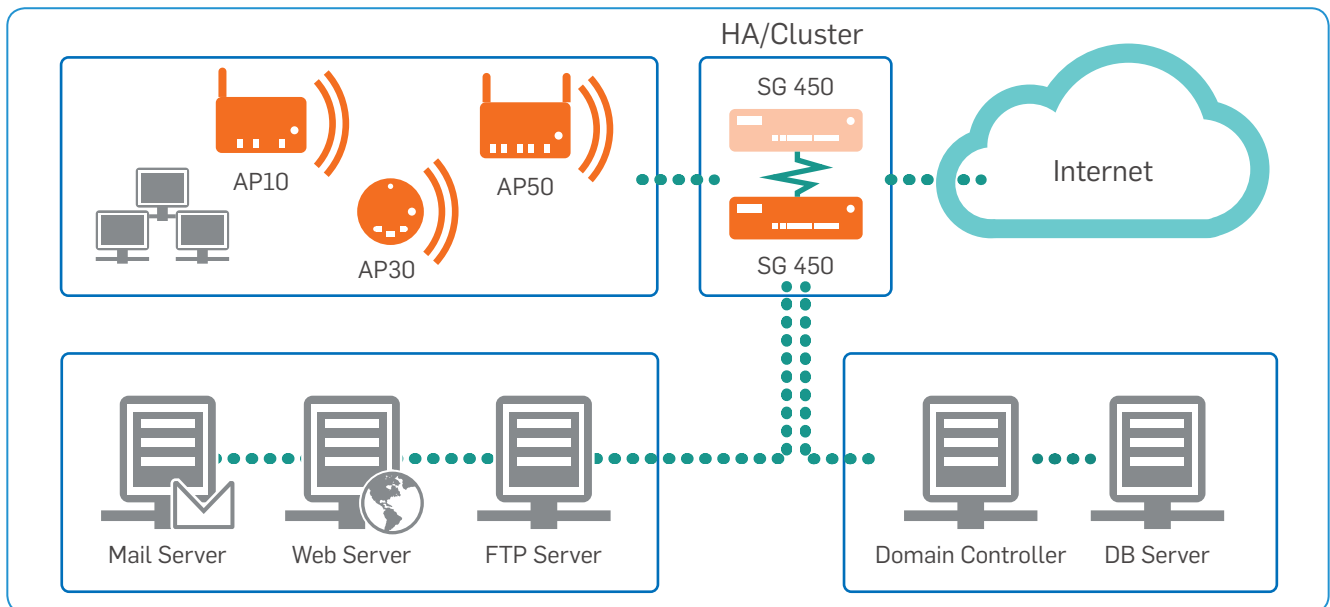 HA/Cluster
SG 450
AP10
AP50
AP30
SG 450
Internet
Mail Server
Web Server
FTP Server
Domain Controller
DB Server